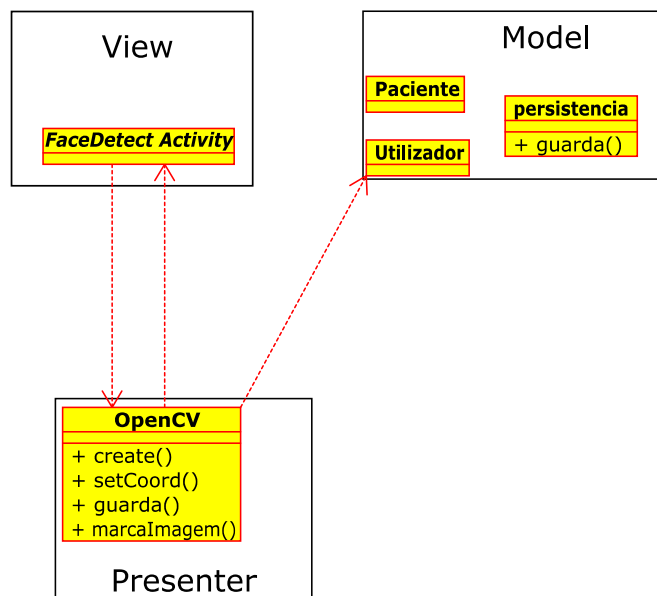 View
FaceDetect Activity
Model
Paciente
persistencia
+ guarda()
Utilizador
OpenCV
+ create()
+ setCoord()
+ guarda()
+ marcaImagem()
Presenter